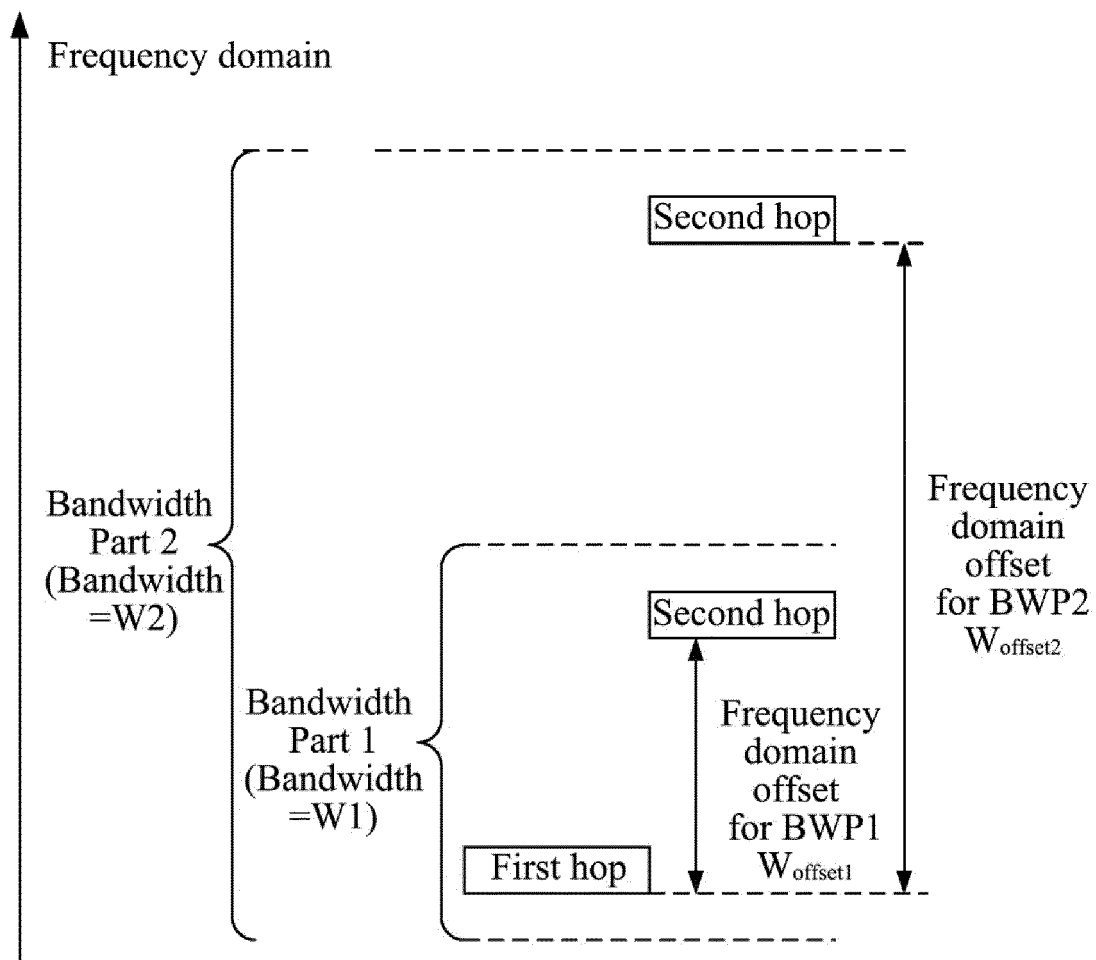 Frequency domain
Second hop
Bandwidth
Part 2
(Bandwidth
=W2)
Frequency
domain
offset
for BWP2
Woffset2
Second hop
Bandwidth
Part 1
(Bandwidth
=W1)
Frequency
domain
offset
for BWP1
Woffset1
First hop